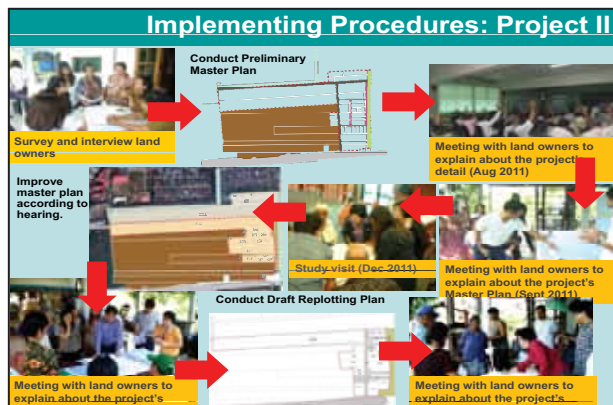 Implementing Procedures: Project II
Conduct Preliminary
Master Plan
Survey and interview land
owners
Meeting with land owners to
explain about the project's
detail (Aug 2011)
Improve
master plan
according to
hearing.
Study visit (Dec 2011)
Meeting with land owners to
explain about the project's
Master Plan (Sept 2011)
Conduct Draft Replotting Plan
Meeting with land owners to
explain about the project's
Meeting with land owners to
explain about the project's